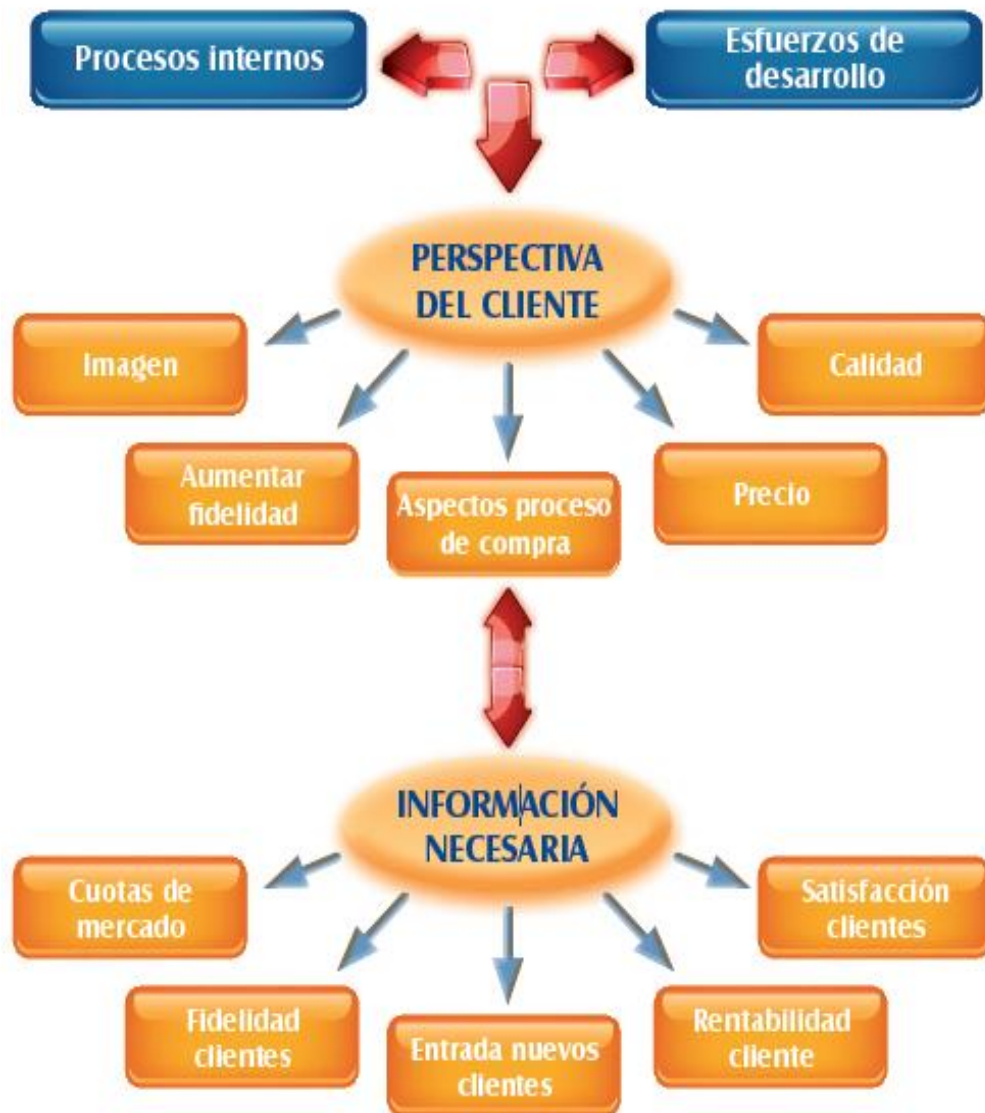 Procesos internos
Esfuerzos de
desarrollo
PERSPECTIVA
DEL CLIENTE
Imagen
Calidad
Aumentar
fidelidad
Aspectos proceso
de compra
Precio
INFORMACIÓN
NECESARIA
Cuotas de
mercado
Satisfacción
clientes
Fidelidad
clientes
Entrada nuevos
clientes
Rentabilidad
cliente